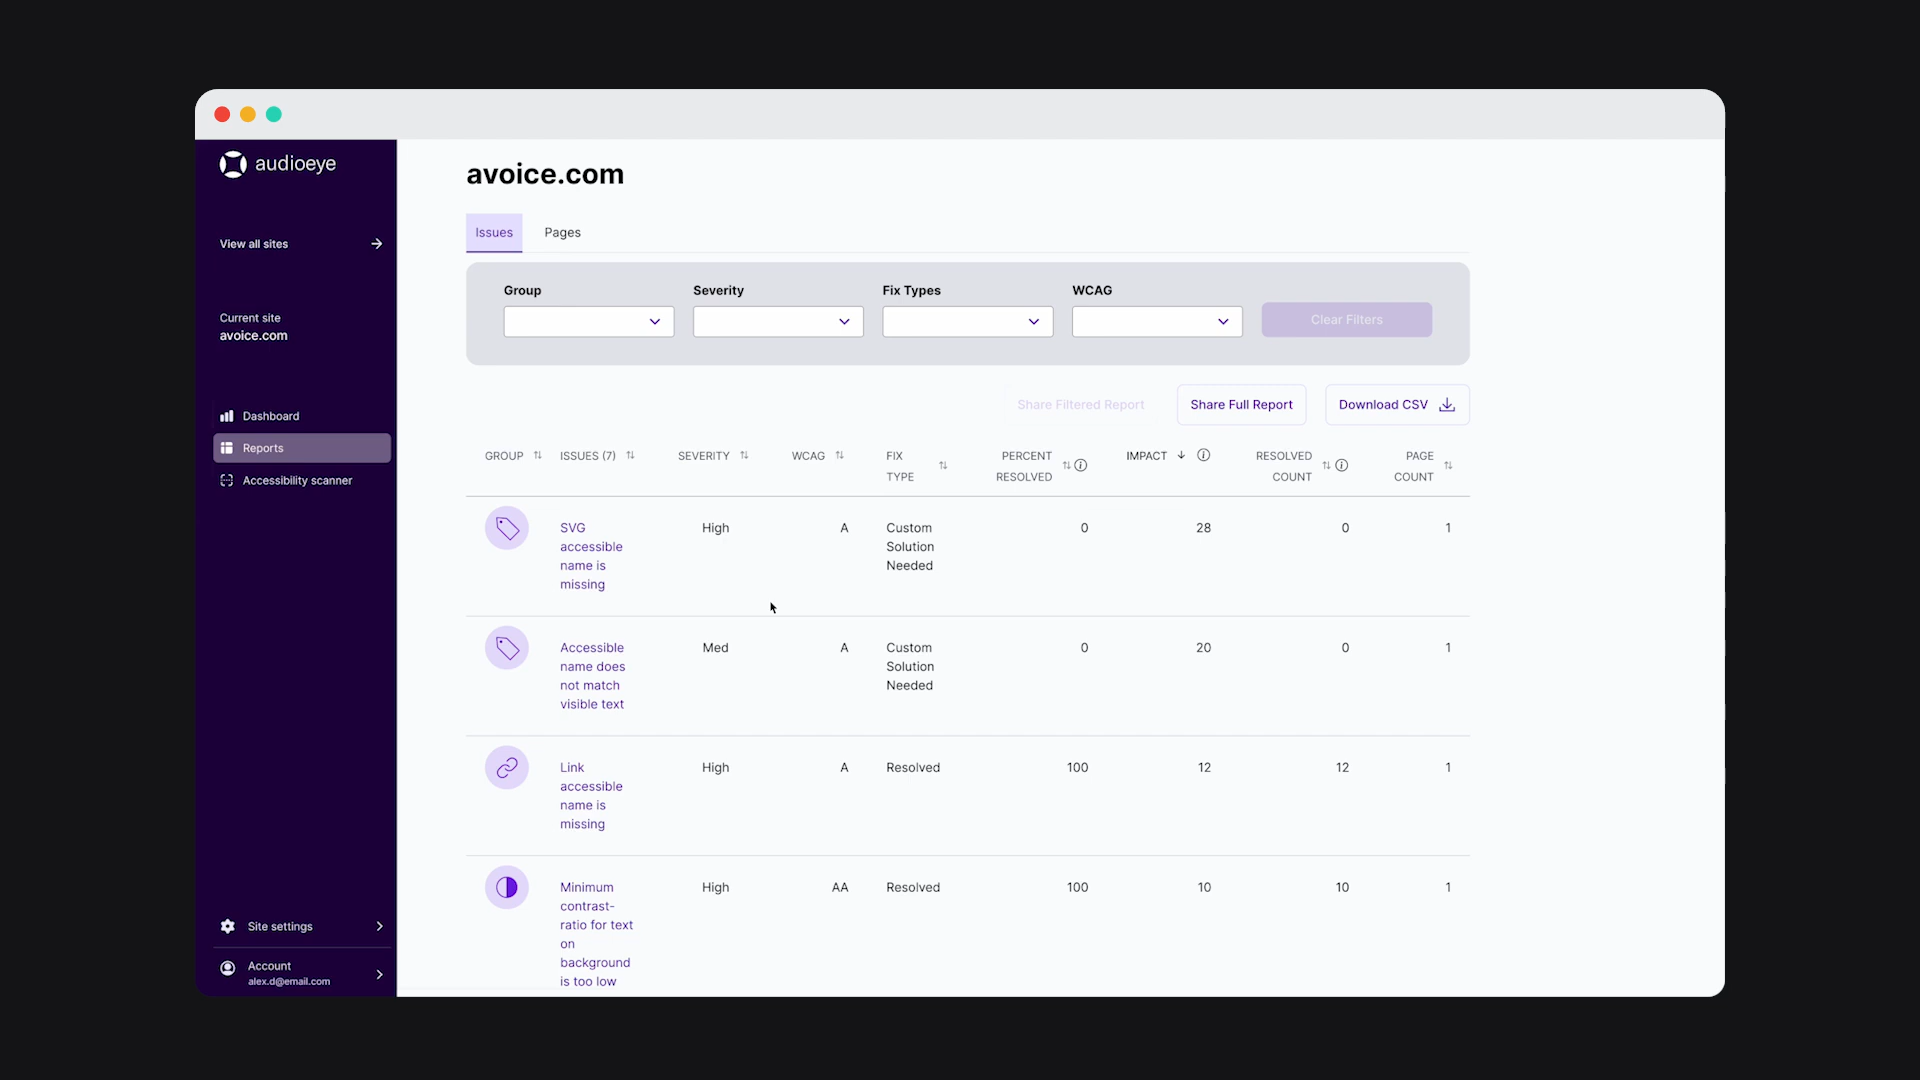 audioeye
View all sites
Current site
avoice.com
Dashboard
Reports
Accessibility scanner
Site settings
Account
alex.d@email.com
avoice.com
Issues Pages
Group Severity Fix Types WCAG
Clear Filters
Share Filtered Report Share Full Report Download CSV
GROUP ISSUES (7) SEVERITY WCAG FIX TYPE PERCENT RESOLVED IMPACT RESOLVED COUNT PAGE COUNT
SVG High A Custom 0 28 0 1
accessible Solution
name is Needed
missing
Accessible Med A Custom 0 20 0 1
name does Solution
not match Needed
visible text
Link High A Resolved 100 12 12 1
accessible
name is
missing
Minimum High AA Resolved 100 10 10 1
contrast-
ratio for text
on
background
is too low